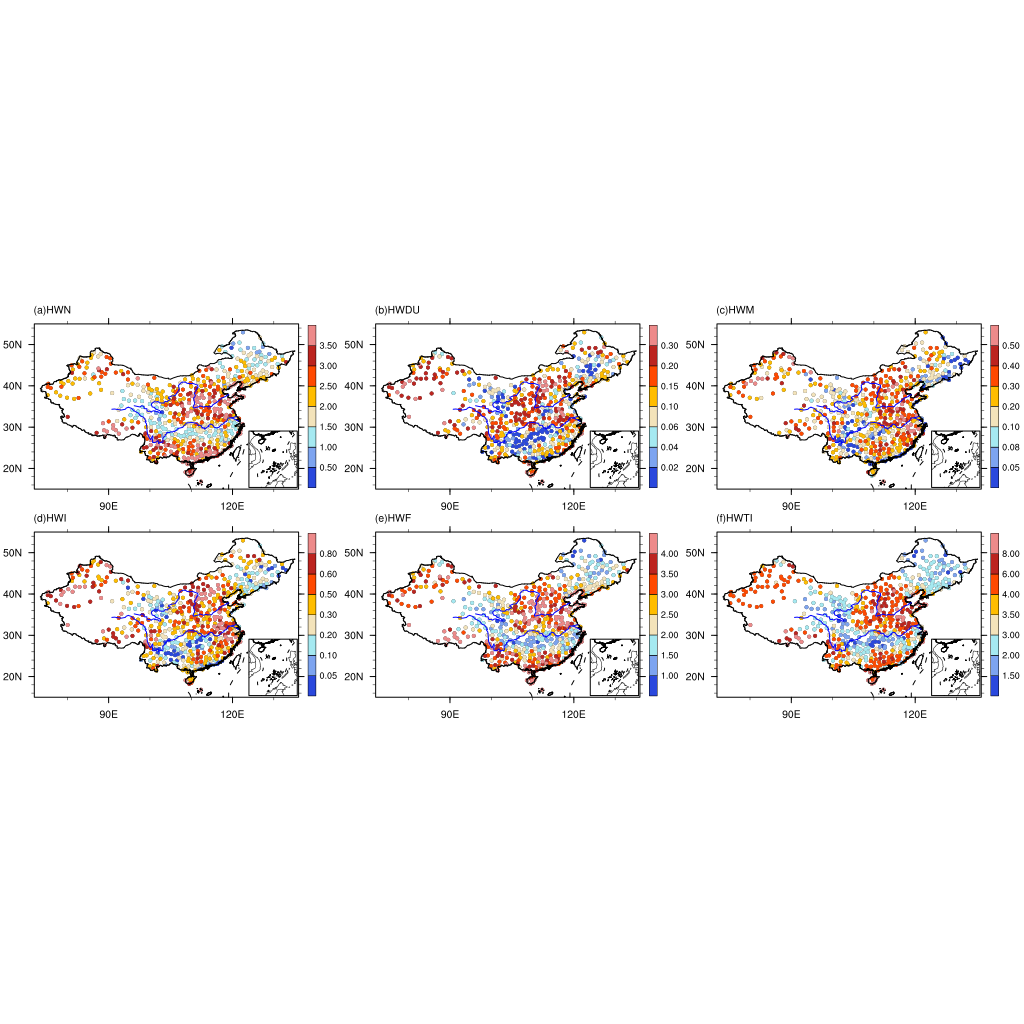 (a)HWN
(b)HWDU
(c)HWM
50N
40N
30N
20N
90E
120E
3.50
3.00
2.50
2.00
1.50
1.00
0.50
50N
40N
30N
20N
90E
120E
0.30
0.20
0.15
0.10
0.06
0.04
0.02
50N
40N
30N
20N
90E
120E
0.50
0.40
0.30
0.20
0.10
0.08
0.05
(d)HWI
(e)HWF
(f)HWTI
50N
40N
30N
20N
90E
120E
0.80
0.60
0.50
0.30
0.20
0.10
0.05
50N
40N
30N
20N
90E
120E
4.00
3.50
3.00
2.50
2.00
1.50
1.00
50N
40N
30N
20N
90E
120E
8.00
6.00
4.00
3.50
3.00
2.00
1.50